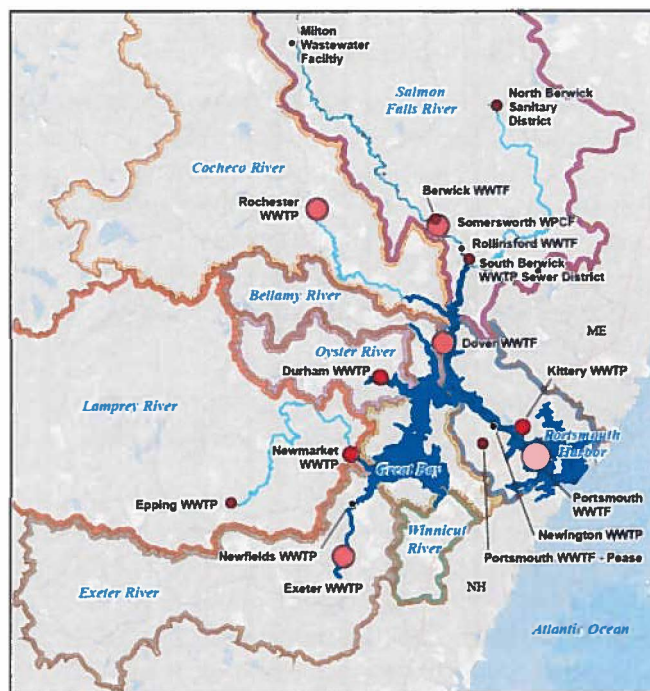 Milton
Wastewater
Faciltiy
Salmon
Falls River
North Berwick
Sanitary
District
Cocheco River
Rochester
WWTP
Berwick WWTF
Somersworth WPCF
Rollinsford WWTF
South Berwick
WWTP Sewer District
Bellamy River
ME
Oyster River
Dover WWTF
Durham WWTP
Kittery WWTP
Lamprey River
Portsmouth
Harbor
Newmarket
WWTP
Great Bay
Epping WWTP
Portsmouth
WWTF
Newington WWTP
Newfields WWTP
Winnicut
River
Portsmouth WWTF - Pease
Exeter River
Exeter WWTP
NH
Atlantic Ocean